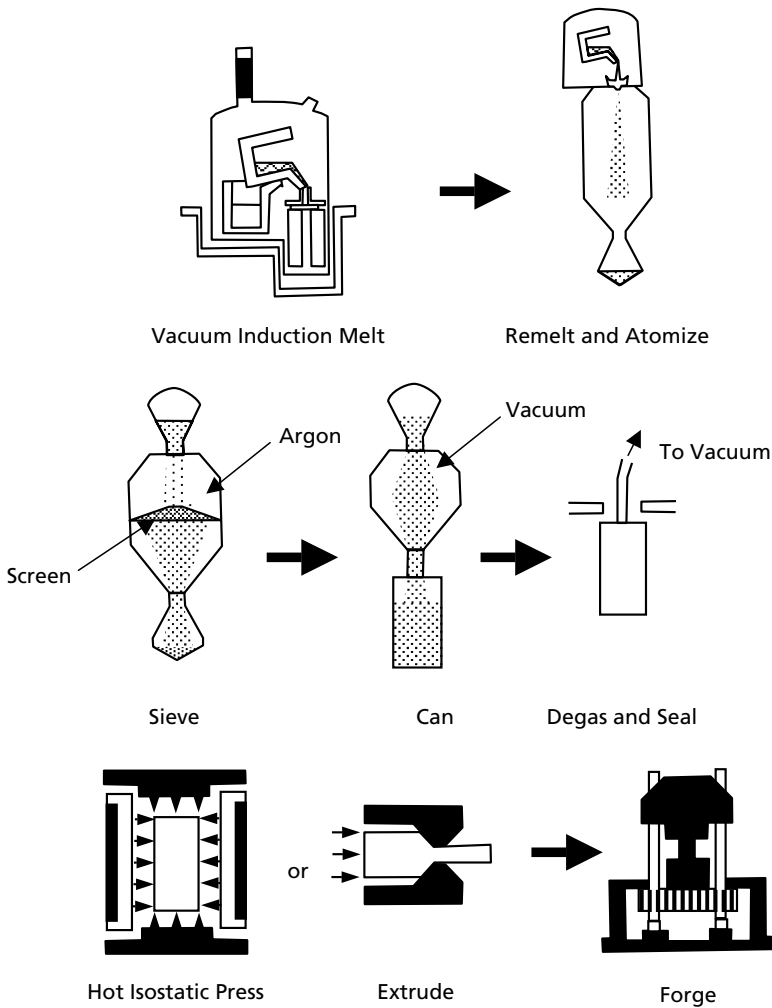 Vacuum Induction Melt
Remelt and Atomize
Argon
Vacuum
To Vacuum
Screen
Sieve
Can
Degas and Seal
or
Hot Isostatic Press
Extrude
Forge